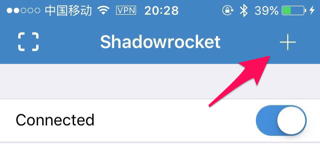 中国移动 VPN 20:28 39%
Shadowrocket
Connected